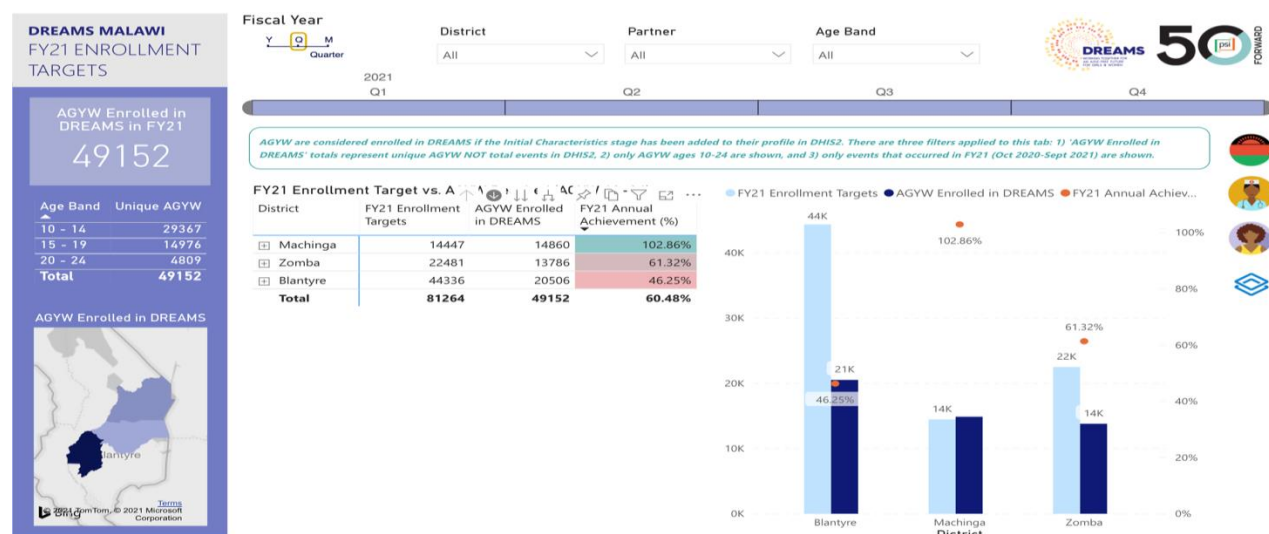 DREAMS MALAWI
FY21 ENROLLMENT
TARGETS
AGYW Enrolled in
DREAMS in FY21
49152
Age Band Unique AGYW
10 - 14 29367
15 - 19 14976
20 - 24 4809
Total 49152
AGYW Enrolled in DREAMS
lantyre
Terms
TomTom, © 2021 Microsoft
Corporation
Fiscal Year
Y Q M
Quarter
District
All
Partner
All
Age Band
All
DREAMS
50
psi
FORWARD
2021
Q1 Q2 Q3 Q4
AGYW are considered enrolled in DREAMS if the Initial Characteristics stage has been added to their profile in DHIS2. There are three filters applied to this tab: 1) 'AGYW Enrolled in
DREAMS' totals represent unique AGYW NOT total events in DHIS2, 2) only AGYW ages 10-24 are shown, and 3) only events that occurred in FY21 (Oct 2020-Sept 2021) are shown.
FY21 Enrollment Target vs. A
District FY21 Enrollment Targets AGYW Enrolled in DREAMS FY21 Annual Achievement (%)
Machinga 14447 14860 102.86%
Zomba 22481 13786 61.32%
Blantyre 44336 20506 46.25%
Total 81264 49152 60.48%
FY21 Enrollment Targets AGYW Enrolled in DREAMS FY21 Annual Achiev...
44K
40K
30K
20K
10K
0K
21K
46.25%
14K
102.86%
22K
61.32%
14K
100%
80%
60%
40%
20%
0%
Blantyre Machinga Zomba
District